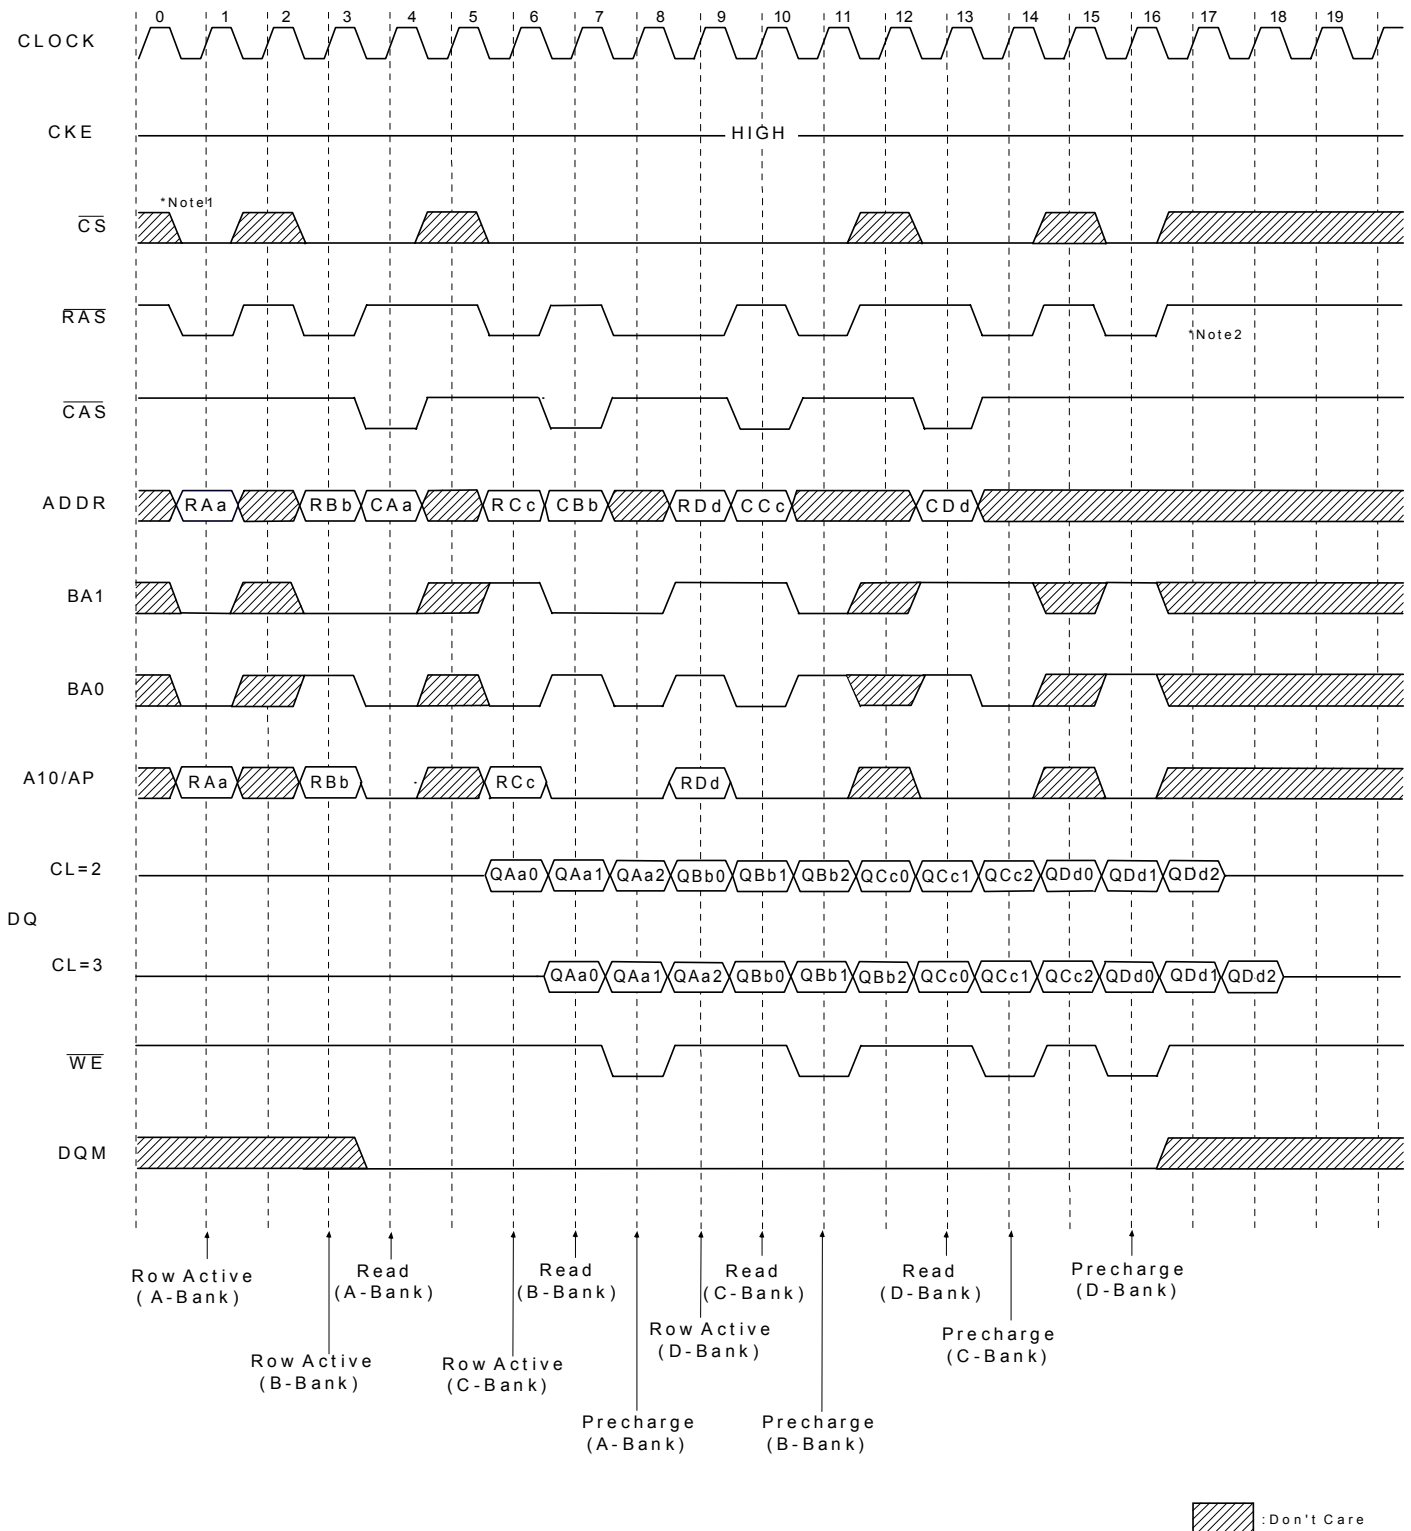 0 1 2 3 4 5 6 7 8 9 10 11 12 13 14 15 16 17 18 19
CLOCK
CKE
HIGH
*Note1
CS
RAS
*Note2
CAS
ADDR
RAa RBb CAa RCc CBb RDd CCc CDd
BA1
BA0
A10/AP
RAa RBb RCc RDd
CL=2
QAa0 QAa1 QAa2 QBb0 QBb1 QBb2 QCc0 QCc1 QCc2 QDd0 QDd1 QDd2
DQ
CL=3
QAa0 QAa1 QAa2 QBb0 QBb1 QBb2 QCc0 QCc1 QCc2 QDd0 QDd1 QDd2
WE
DQM
Row Active
(A-Bank)
Read
(A-Bank)
Read
(B-Bank)
Read
(C-Bank)
Read
(D-Bank)
Precharge
(D-Bank)
Row Active
(D-Bank)
Precharge
(C-Bank)
Row Active
(B-Bank)
Row Active
(C-Bank)
Precharge
(A-Bank)
Precharge
(B-Bank)
:Don't Care